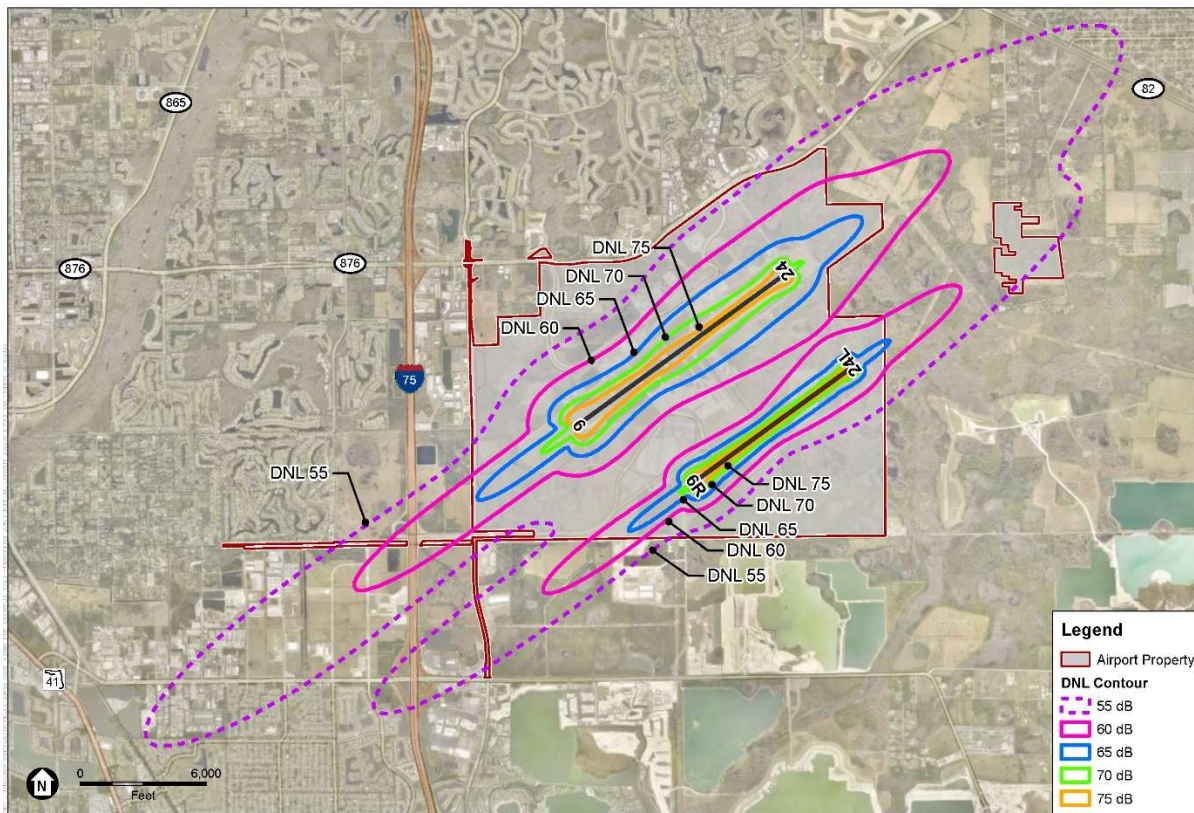 865
82
DNL 75
DNL 70
DNL 65
DNL 60
876
876
24
75
24L
6
DNL 55
6R
DNL 75
DNL 70
DNL 65
DNL 60
DNL 55
41
Legend
Airport Property
DNL Contour
55 dB
60 dB
65 dB
70 dB
75 dB
N
0 6,000
Feet